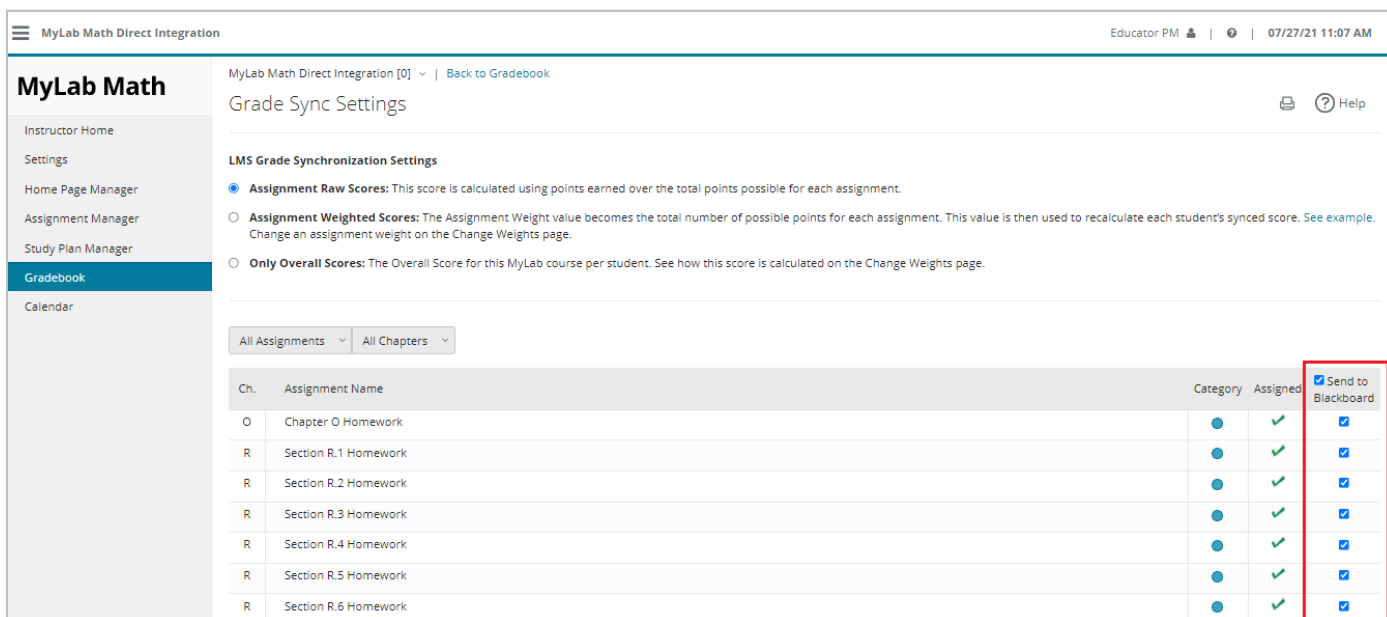 MyLab Math Direct Integration
Educator PM | ? | 07/27/21 11:07 AM
MyLab Math
Instructor Home
Settings
Home Page Manager
Assignment Manager
Study Plan Manager
Gradebook
Calendar
MyLab Math Direct Integration [0] | Back to Gradebook
Grade Sync Settings
? Help
LMS Grade Synchronization Settings
Assignment Raw Scores: This score is calculated using points earned over the total points possible for each assignment.
Assignment Weighted Scores: The Assignment Weight value becomes the total number of possible points for each assignment. This value is then used to recalculate each student's synced score. See example.
Change an assignment weight on the Change Weights page.
Only Overall Scores: The Overall Score for this MyLab course per student. See how this score is calculated on the Change Weights page.
All Assignments All Chapters
Ch. Assignment Name Category Assigned Send to
Blackboard
O Chapter O Homework
R Section R.1 Homework
R Section R.2 Homework
R Section R.3 Homework
R Section R.4 Homework
R Section R.5 Homework
R Section R.6 Homework